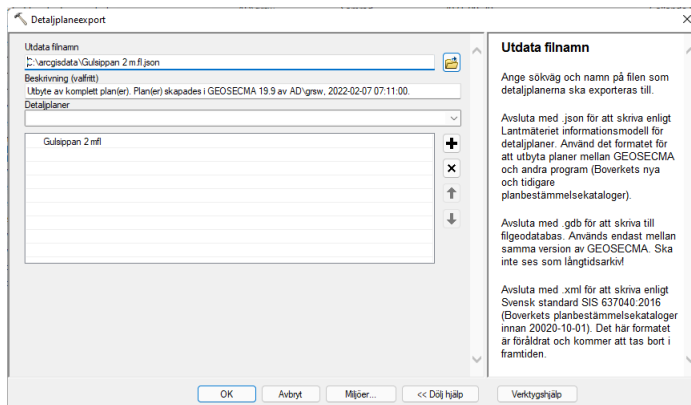 Detaljplaneexport
Utdata filnamn
C:\arcgisdata\Gulsippan 2 m.fl.json
Beskrivning (valfritt)
Utbyte av komplett plan(er). Plan(er) skapades i GEOSECMA 19.9 av AD\grsw, 2022-02-07 07:11:00.
Detaljplaner
Gulsippan 2 mfl
Utdata filnamn
Ange sökväg och namn på filen som
detaljplanerna ska exporteras till.
Avsluta med .json för att skriva enligt
Lantmäteriet informationsmodell för
detaljplaner. Använd det formatet för
att utbyta planer mellan GEOSECMA
och andra program (Boverkets nya
och tidigare
planbestämmelsekataloger).
Avsluta med .gdb för att skriva till
filgeodatabas. Används endast mellan
samma version av GEOSECMA. Ska
inte ses som långtidsarkiv!
Avsluta med .xml för att skriva enligt
Svensk standard SIS 637040:2016
(Boverkets planbestämmelsekataloger
innan 20020-10-01). Det här formatet
är föråldrat och kommer att tas bort i
framtiden.
OK
Avbryt
Miljöer...
<< Dölj hjälp
Verktygshjälp